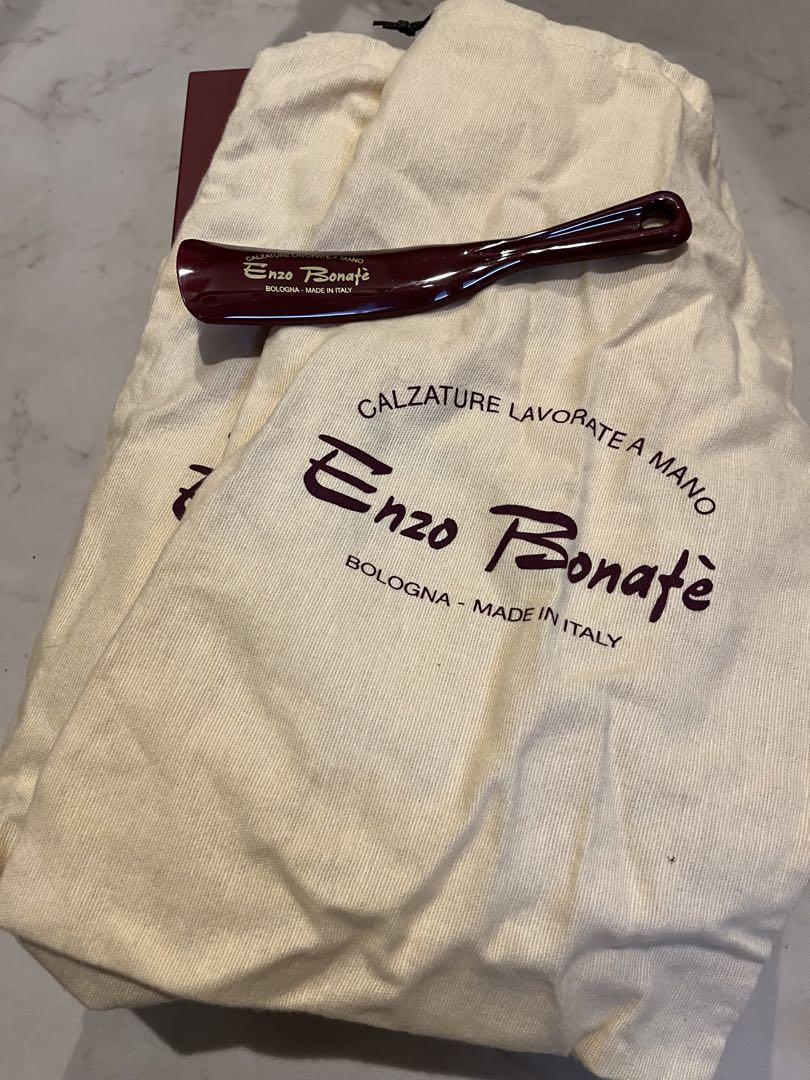 CALZATURE LAVORATE A MANO
Enzo Bonafè
BOLOGNA - MADE IN ITALY
CALZATURE LAVORATE A MANO
Enzo Bonafè
BOLOGNA - MADE IN ITALY